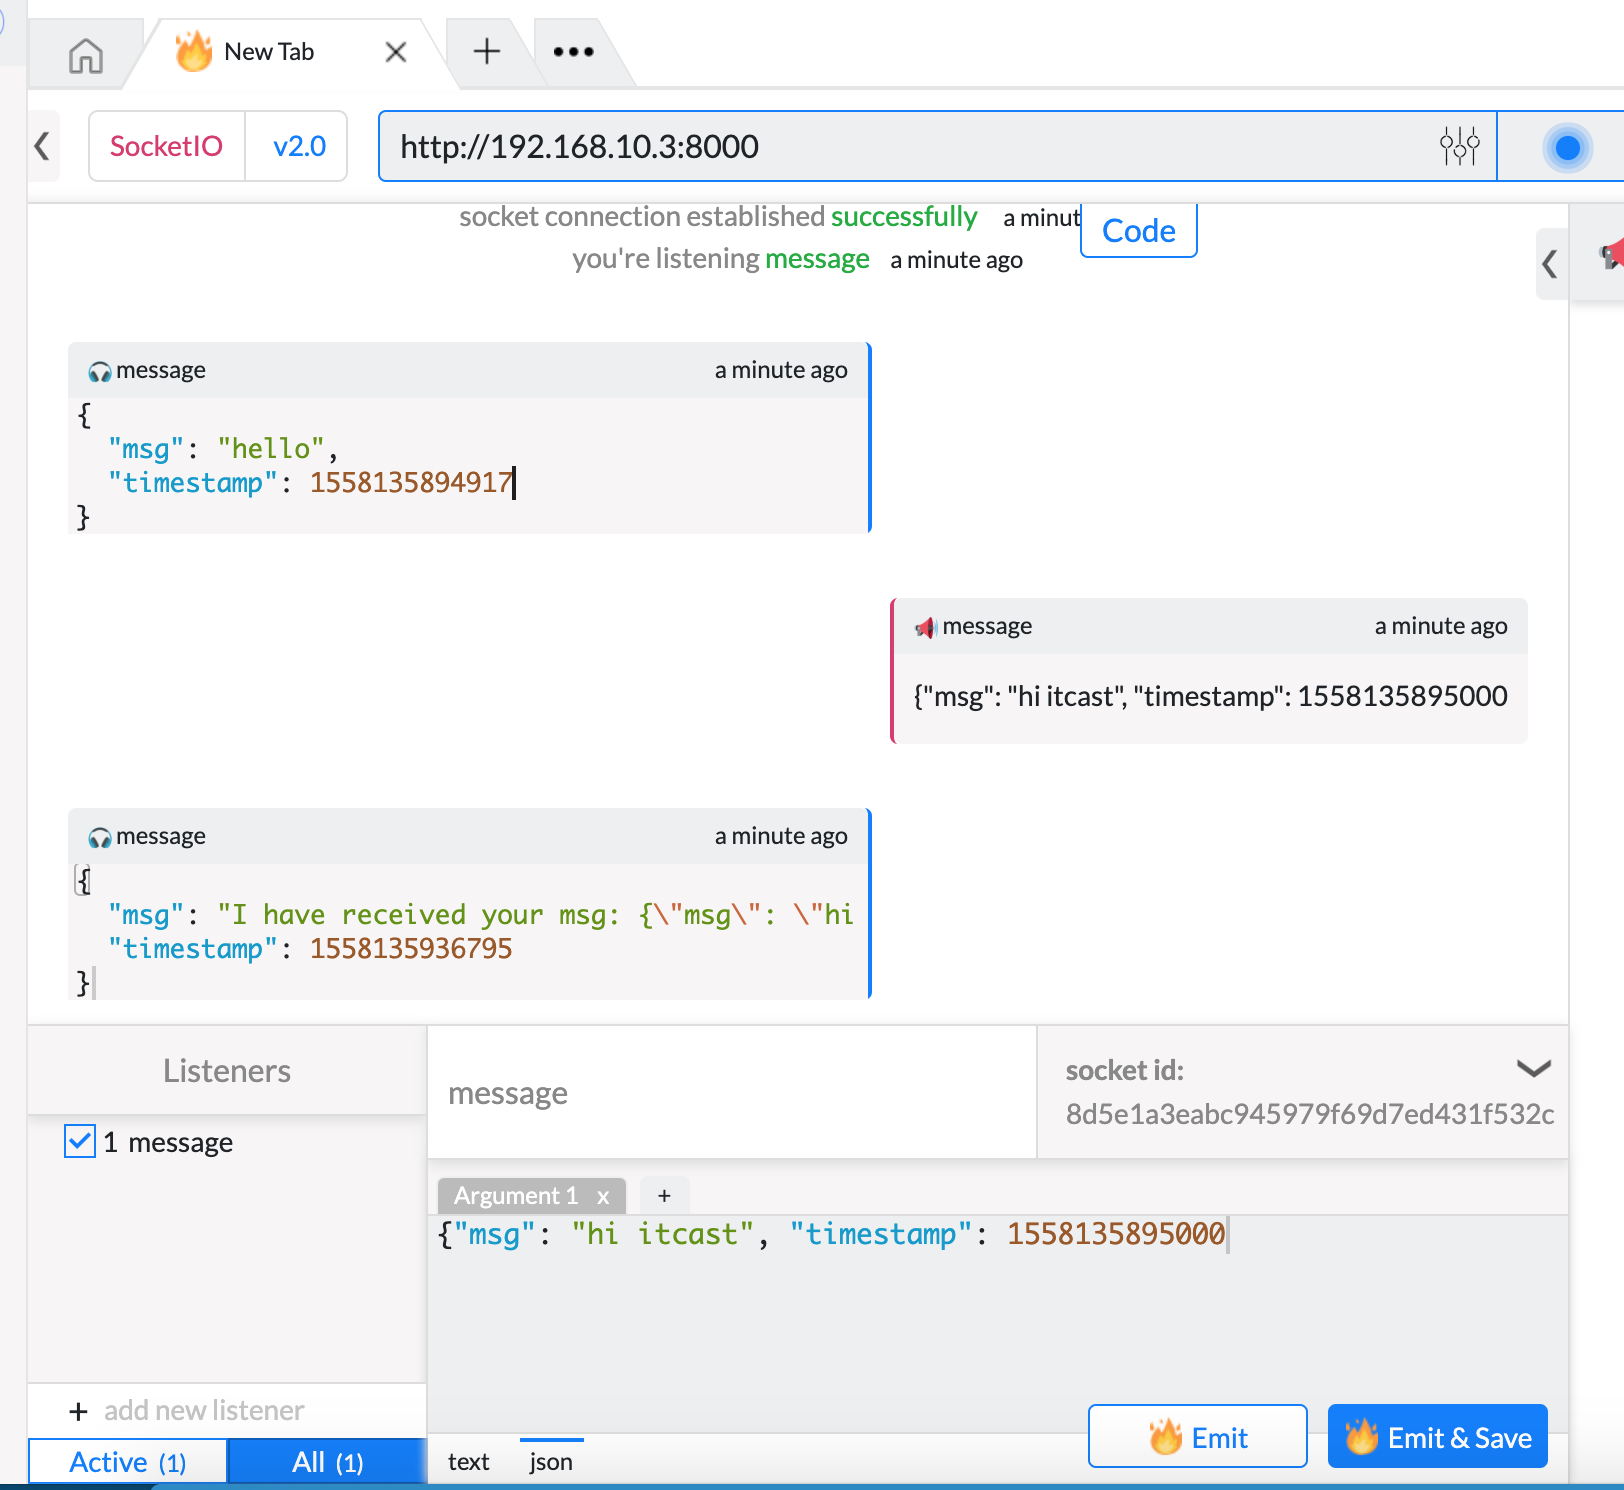 New Tab
SocketIO v2.0 http://192.168.10.3:8000
socket connection established successfully a minut
Code
you're listening message a minute ago
message a minute ago
{
"msg": "hello",
"timestamp": 1558135894917
}
message a minute ago
{"msg": "hi itcast", "timestamp": 1558135895000
message a minute ago
{
"msg": "I have received your msg: {\"msg\": \"hi
"timestamp": 1558135936795
}
Listeners
message
socket id:
8d5e1a3eabc945979f69d7ed431f532c
1 message
Argument 1 x +
{"msg": "hi itcast", "timestamp": 1558135895000
+ add new listener
Emit
Emit & Save
Active (1) All (1)
text json